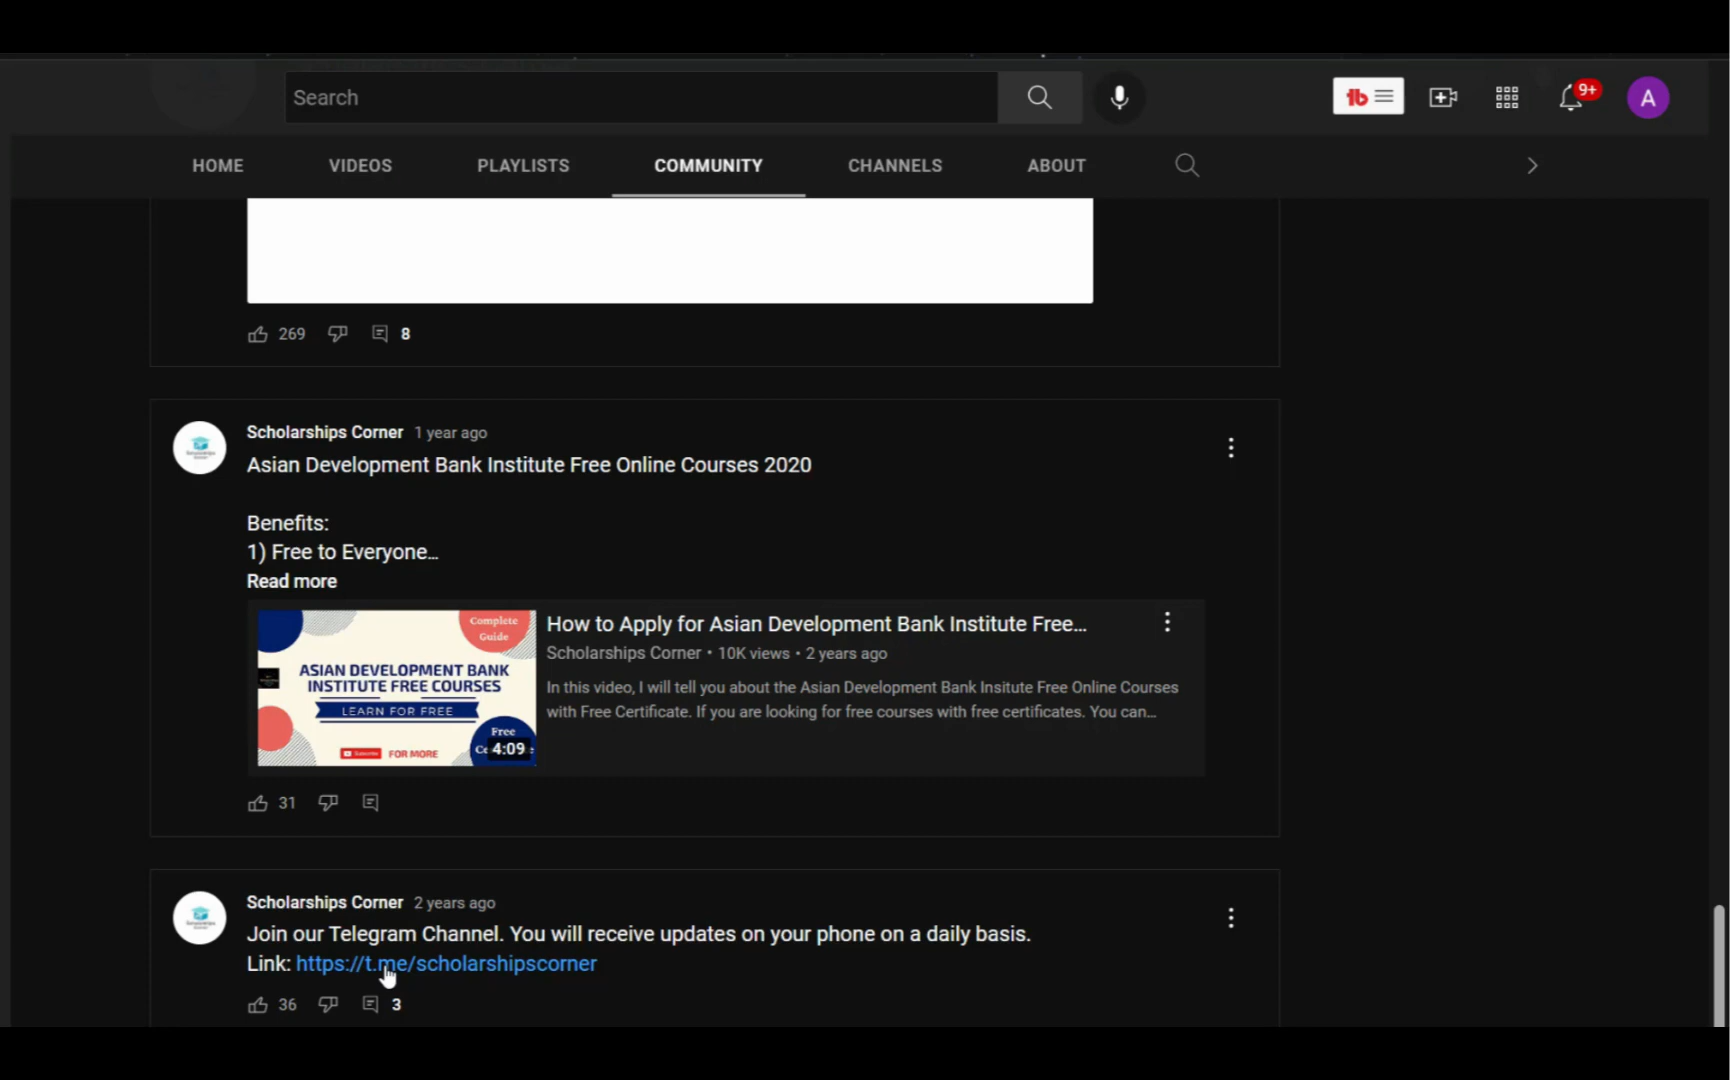 Search
9+
A
HOME VIDEOS PLAYLISTS COMMUNITY CHANNELS ABOUT
269 8
Scholarships Corner 1 year ago
Asian Development Bank Institute Free Online Courses 2020
Benefits:
1) Free to Everyone...
Read more
Complete
Guide
ASIAN DEVELOPMENT BANK
INSTITUTE FREE COURSES
LEARN FOR FREE
Free
4:09
FOR MORE
How to Apply for Asian Development Bank Institute Free...
Scholarships Corner • 10K views • 2 years ago
In this video, I will tell you about the Asian Development Bank Insitute Free Online Courses
with Free Certificate. If you are looking for free courses with free certificates. You can...
31
Scholarships Corner 2 years ago
Join our Telegram Channel. You will receive updates on your phone on a daily basis.
Link: https://t.me/scholarshipscorner
36 3